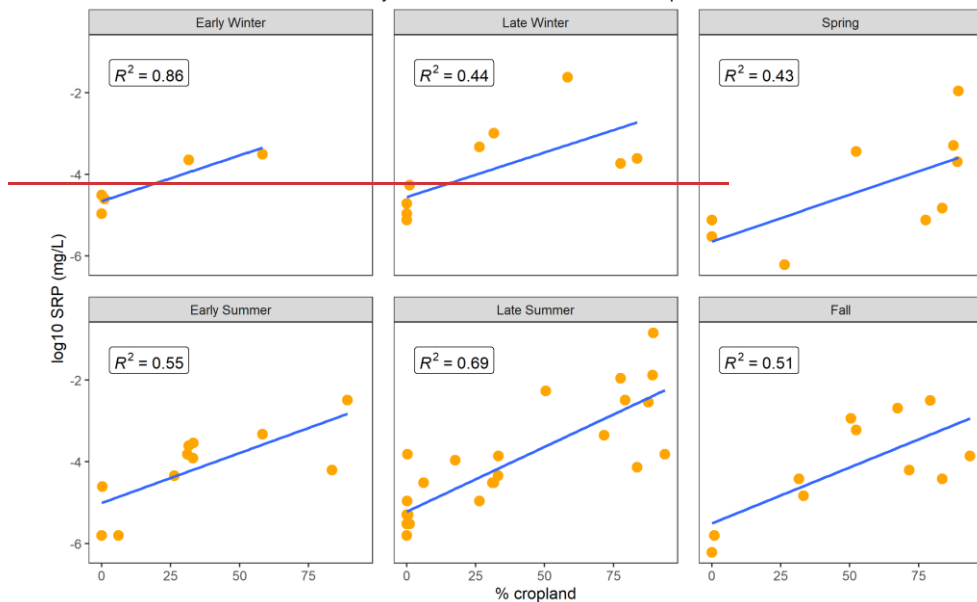 Early Winter
Late Winter
Spring
R² = 0.86
R² = 0.44
R² = 0.43
-2
-4
-6
log10 SRP (mg/L)
Early Summer
Late Summer
Fall
R² = 0.55
R² = 0.69
R² = 0.51
-2
-4
-6
0 25 50 75
0 25 50 75
0 25 50 75
% cropland